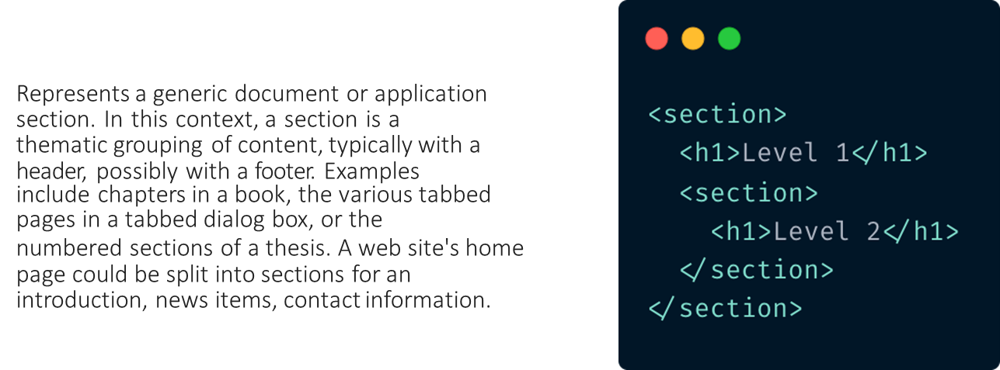 Represents a generic document or application
section. In this context, a section is a
thematic grouping of content, typically with a
header, possibly with a footer. Examples
include chapters in a book, the various tabbed
pages in a tabbed dialog box, or the
numbered sections of a thesis. A web site's home
page could be split into sections for an
introduction, news items, contact information.
<section>
  <h1>Level 1</h1>
  <section>
    <h1>Level 2</h1>
  </section>
</section>